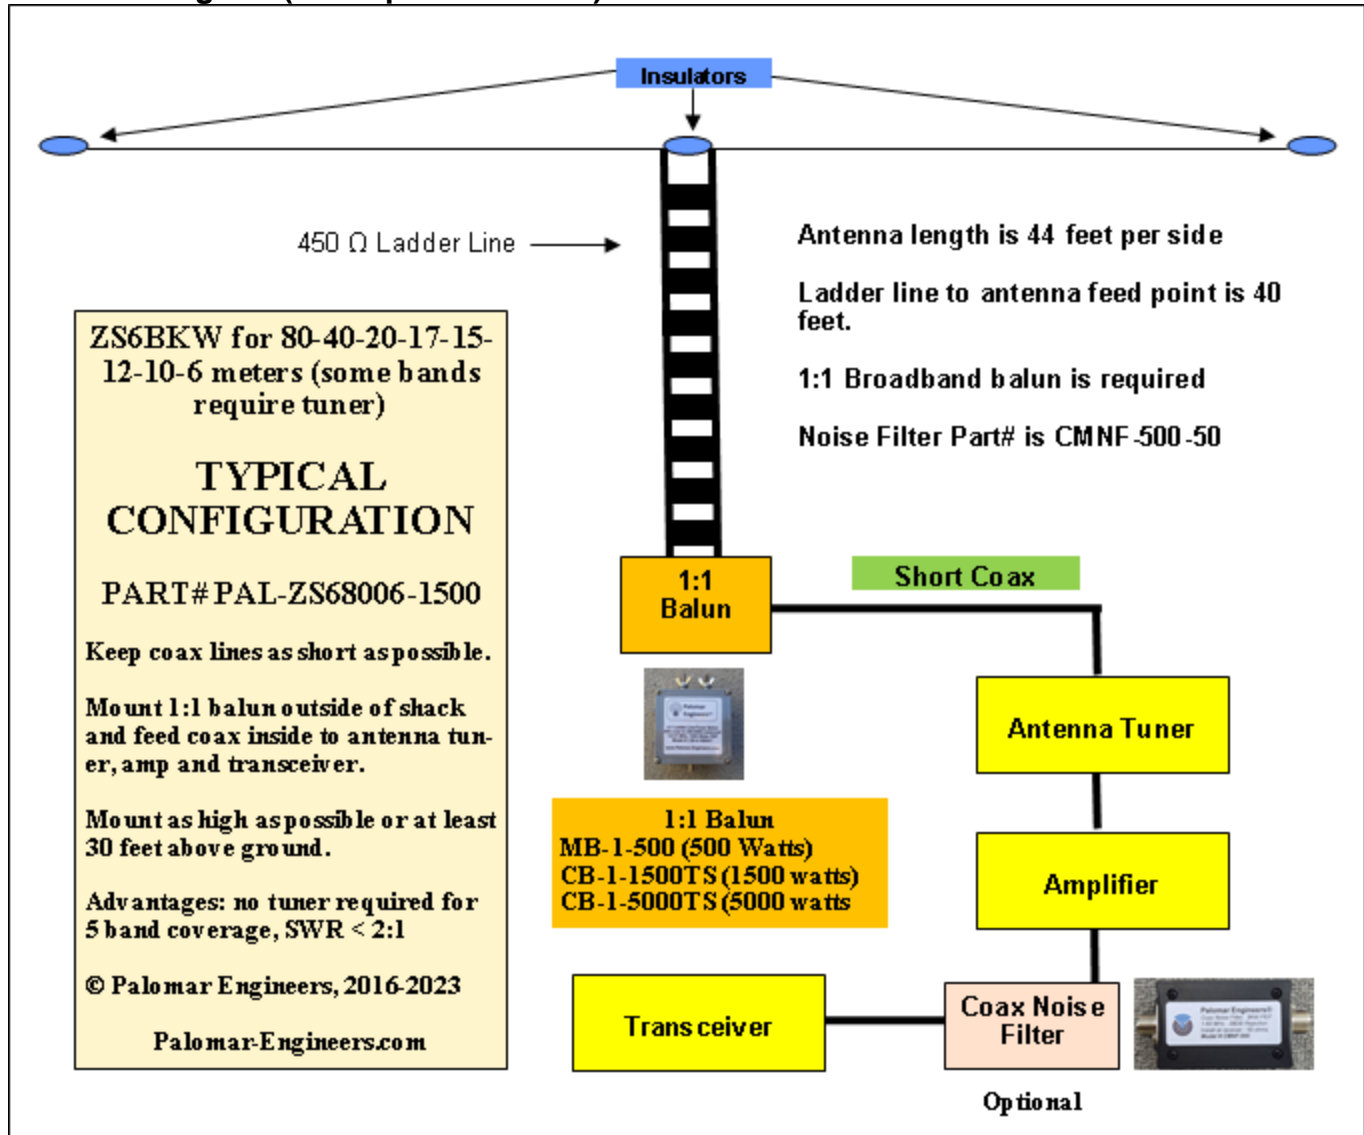 Insulators
450 Ω Ladder Line
Antenna length is 44 feet per side
Ladder line to antenna feed point is 40
feet.
1:1 Broadband balun is required
Noise Filter Part# is CMNF-500-50
ZS6BKW for 80-40-20-17-15-
12-10-6 meters (some bands
require tuner)
TYPICAL
CONFIGURATION
PART# PAL-ZS68006-1500
Keep coax lines as short as possible.
Mount 1:1 balun outside of shack
and feed coax inside to antenna tun-
er, amp and transceiver.
Mount as high as possible or at least
30 feet above ground.
Advantages: no tuner required for
5 band coverage, SWR < 2:1
© Palomar Engineers, 2016-2023
Palomar-Engineers.com
1:1
Balun
Short Coax
Palomar
Engineers
Antenna Tuner
1:1 Balun
MB-1-500 (500 Watts)
CB-1-1500TS (1500 watts)
CB-1-5000TS (5000 watts
Amplifier
Transceiver
Coax Noise
Filter
Palomar Engineers
Optional